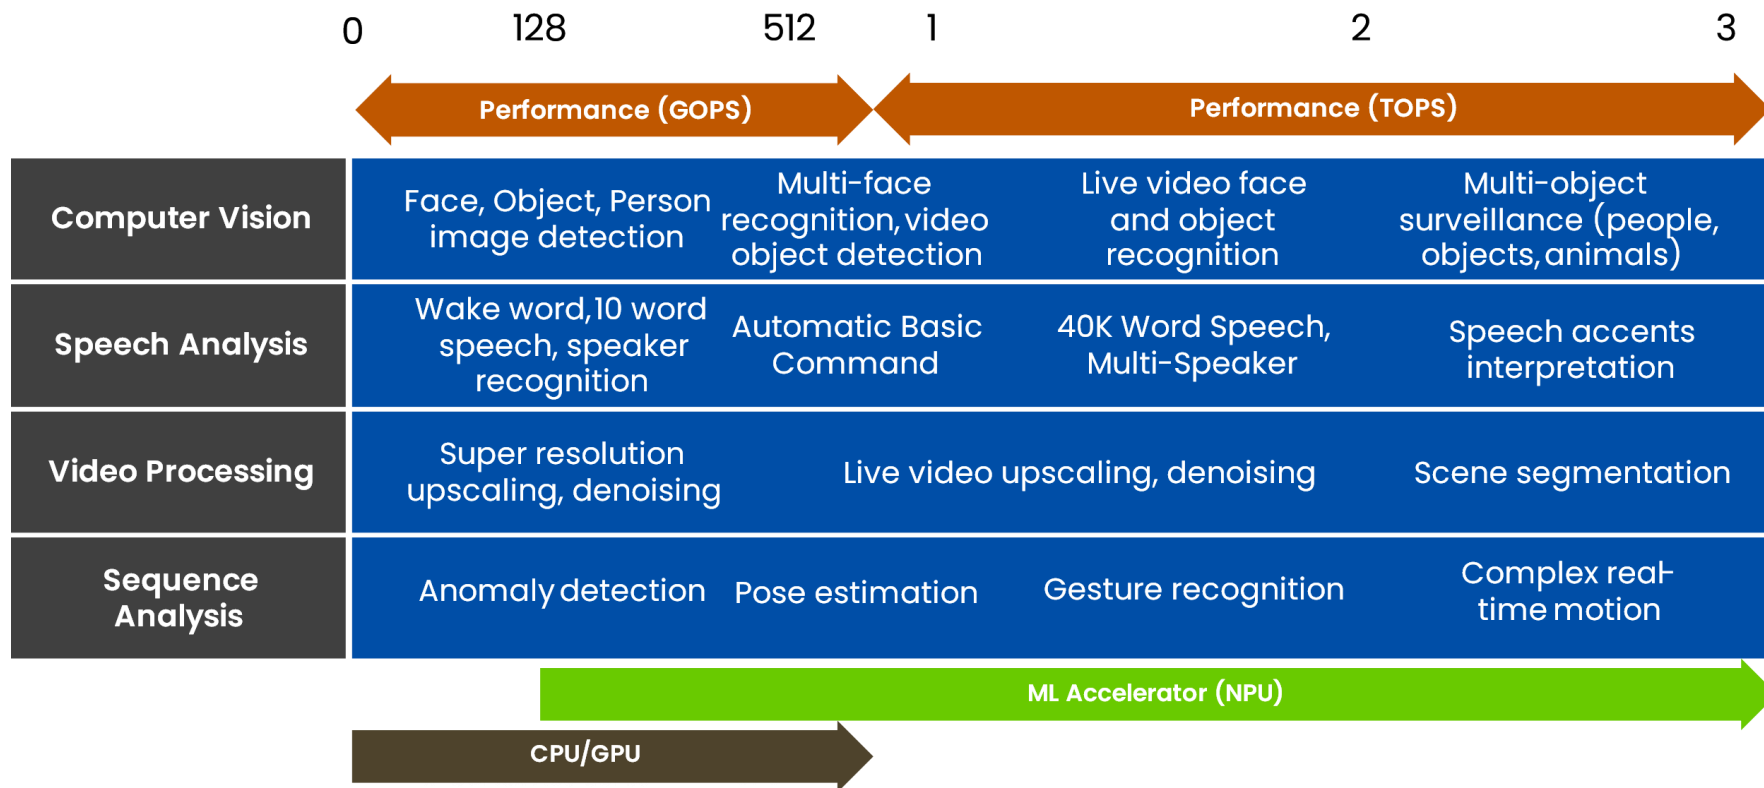 0 128 512 1 2 3
Performance (GOPS)
Performance (TOPS)
Computer Vision
Face, Object, Person
image detection
Multi-face
recognition, video
object detection
Live video face
and object
recognition
Multi-object
surveillance (people,
objects, animals)
Speech Analysis
Wake word, 10 word
speech, speaker
recognition
Automatic Basic
Command
40K Word Speech,
Multi-Speaker
Speech accents
interpretation
Video Processing
Super resolution
upscaling, denoising
Live video upscaling, denoising
Scene segmentation
Sequence
Analysis
Anomaly detection
Pose estimation
Gesture recognition
Complex real-
time motion
ML Accelerator (NPU)
CPU/GPU